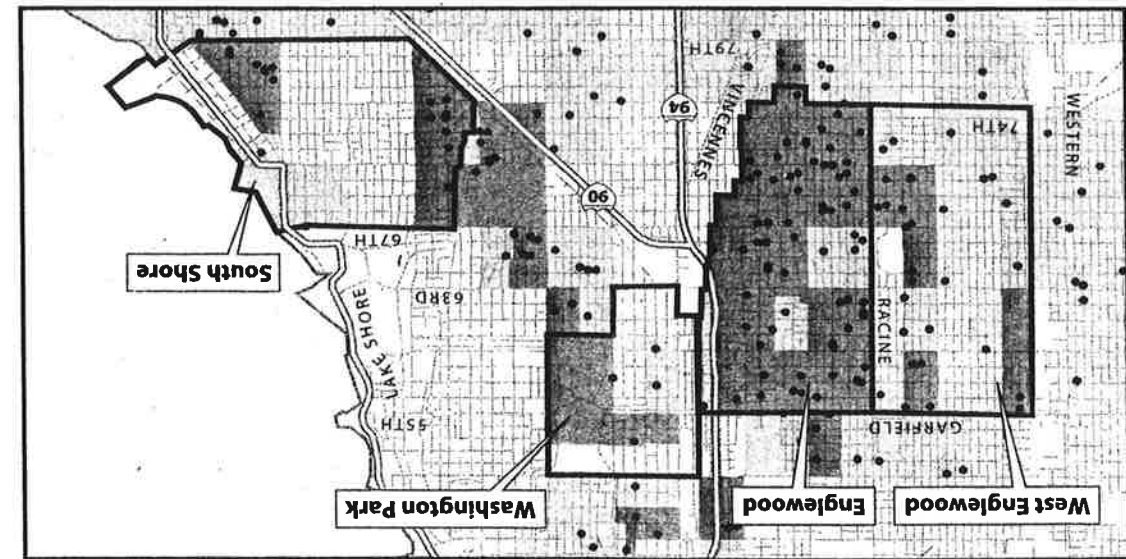 West Englewood
Englewood
Washington Park
GARFIELD
55TH
RACINE
LAKE SHORE
63RD
South Shore
67TH
90
WESTERN
74TH
94
VINCENNES
79TH